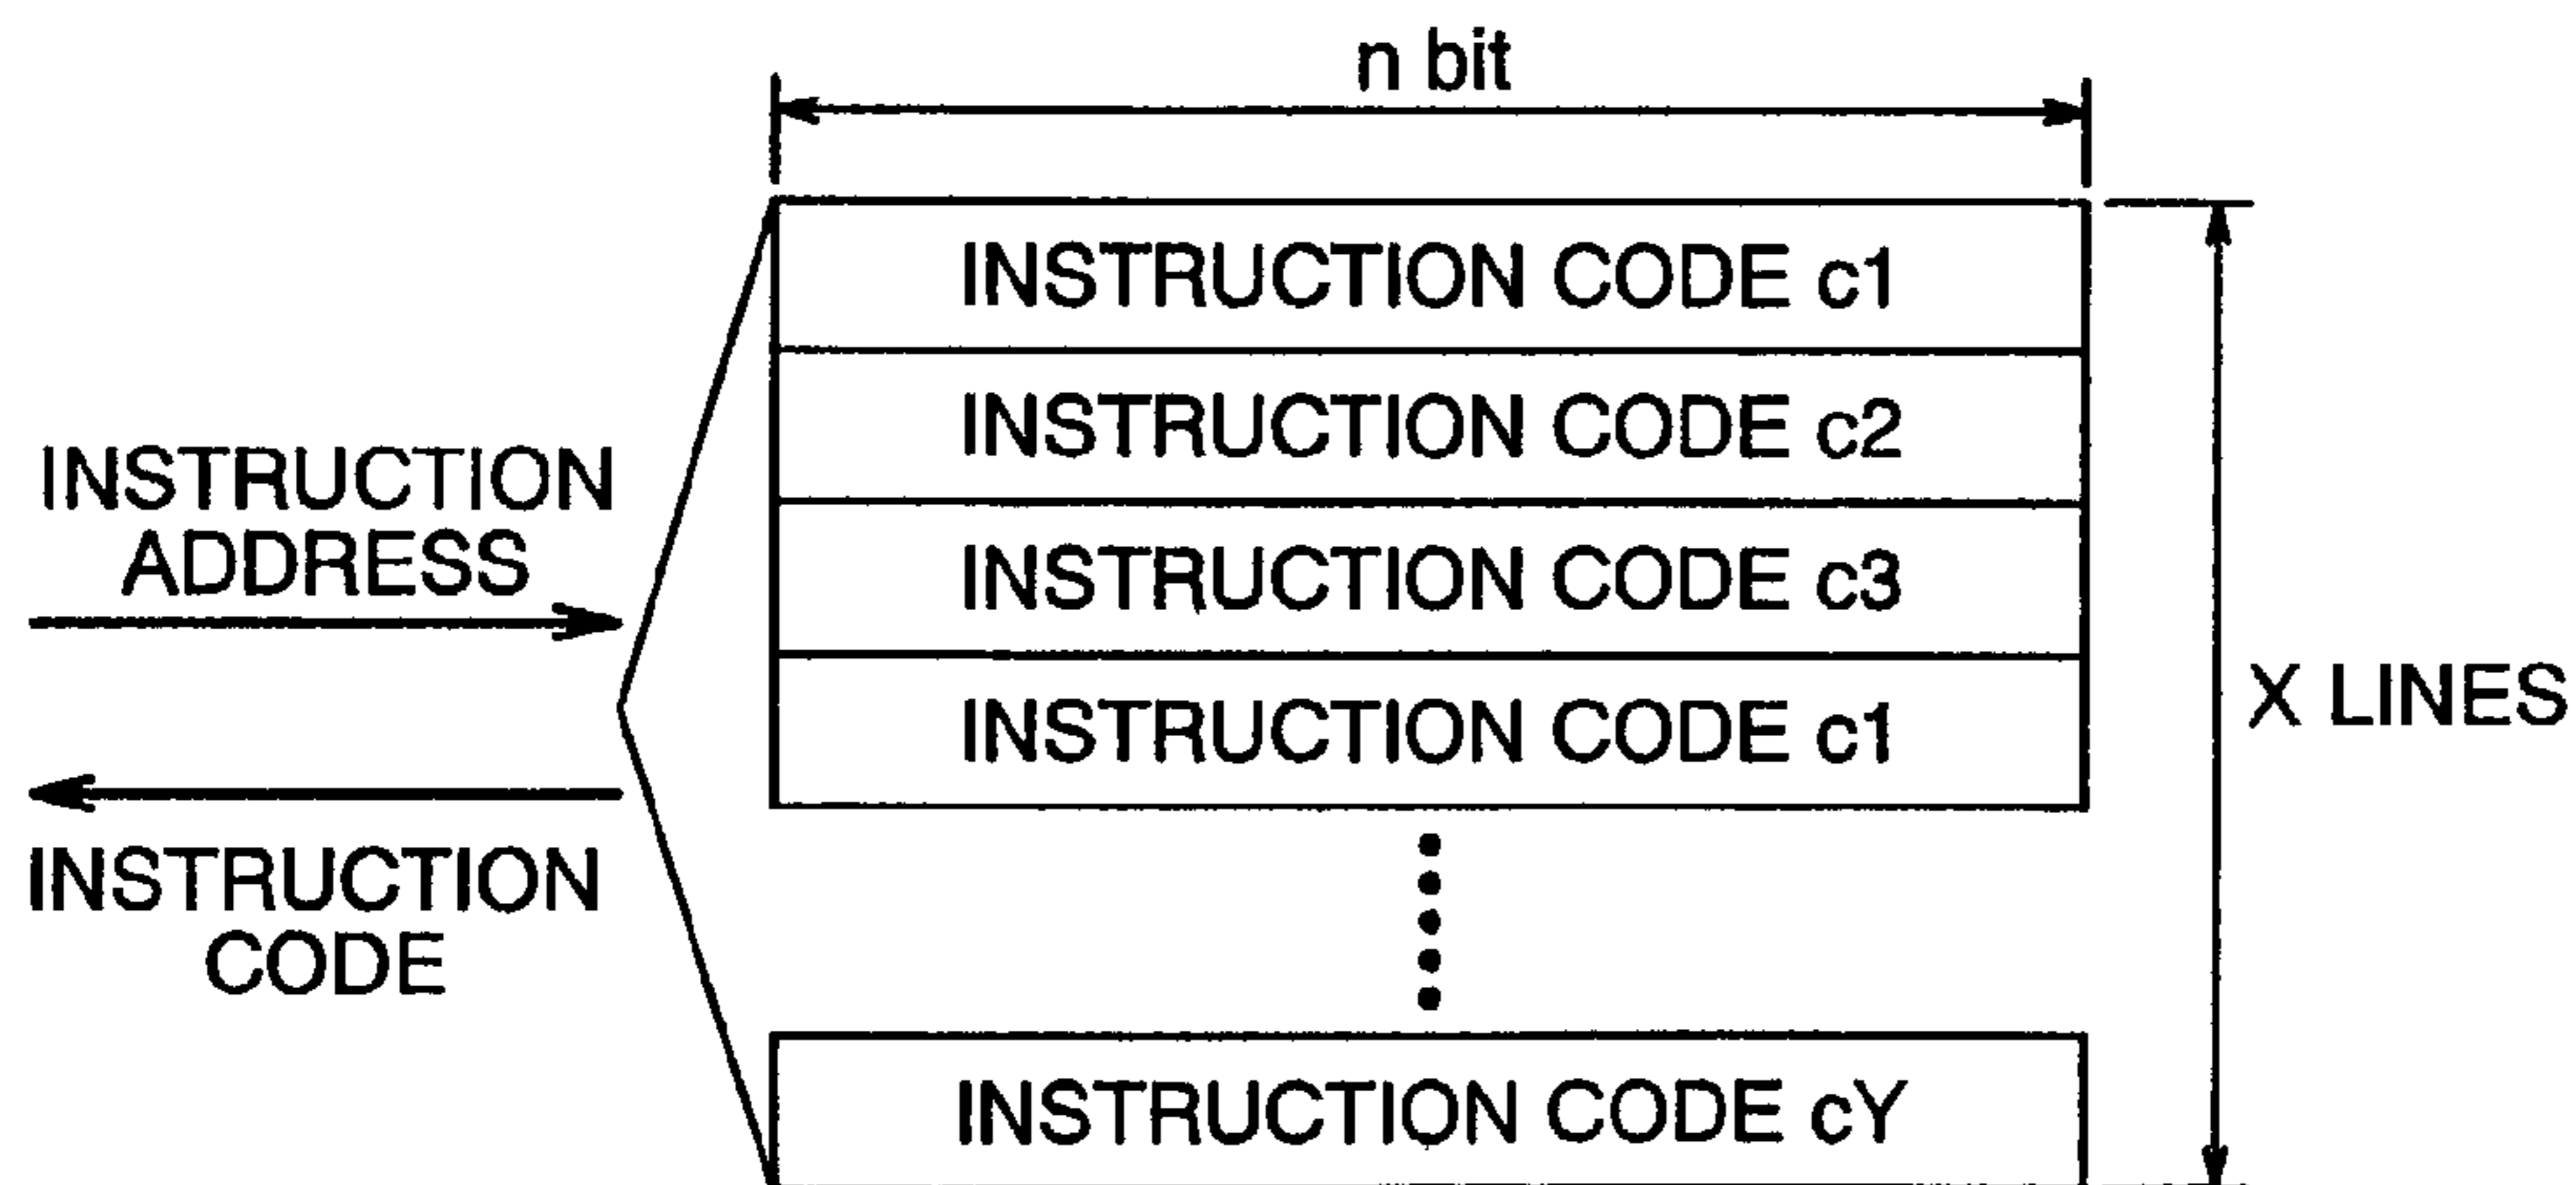 n bit
INSTRUCTION CODE c1
INSTRUCTION CODE c2
INSTRUCTION CODE c3
INSTRUCTION CODE c1
INSTRUCTION CODE cY
INSTRUCTION
ADDRESS
INSTRUCTION
CODE
X LINES